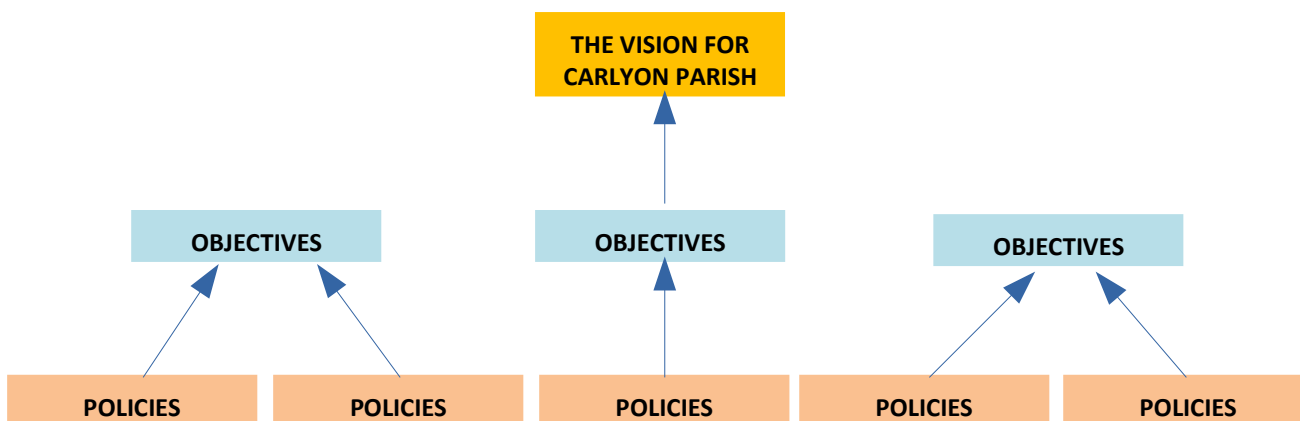 THE VISION FOR
CARLYON PARISH
OBJECTIVES
OBJECTIVES
OBJECTIVES
POLICIES
POLICIES
POLICIES
POLICIES
POLICIES